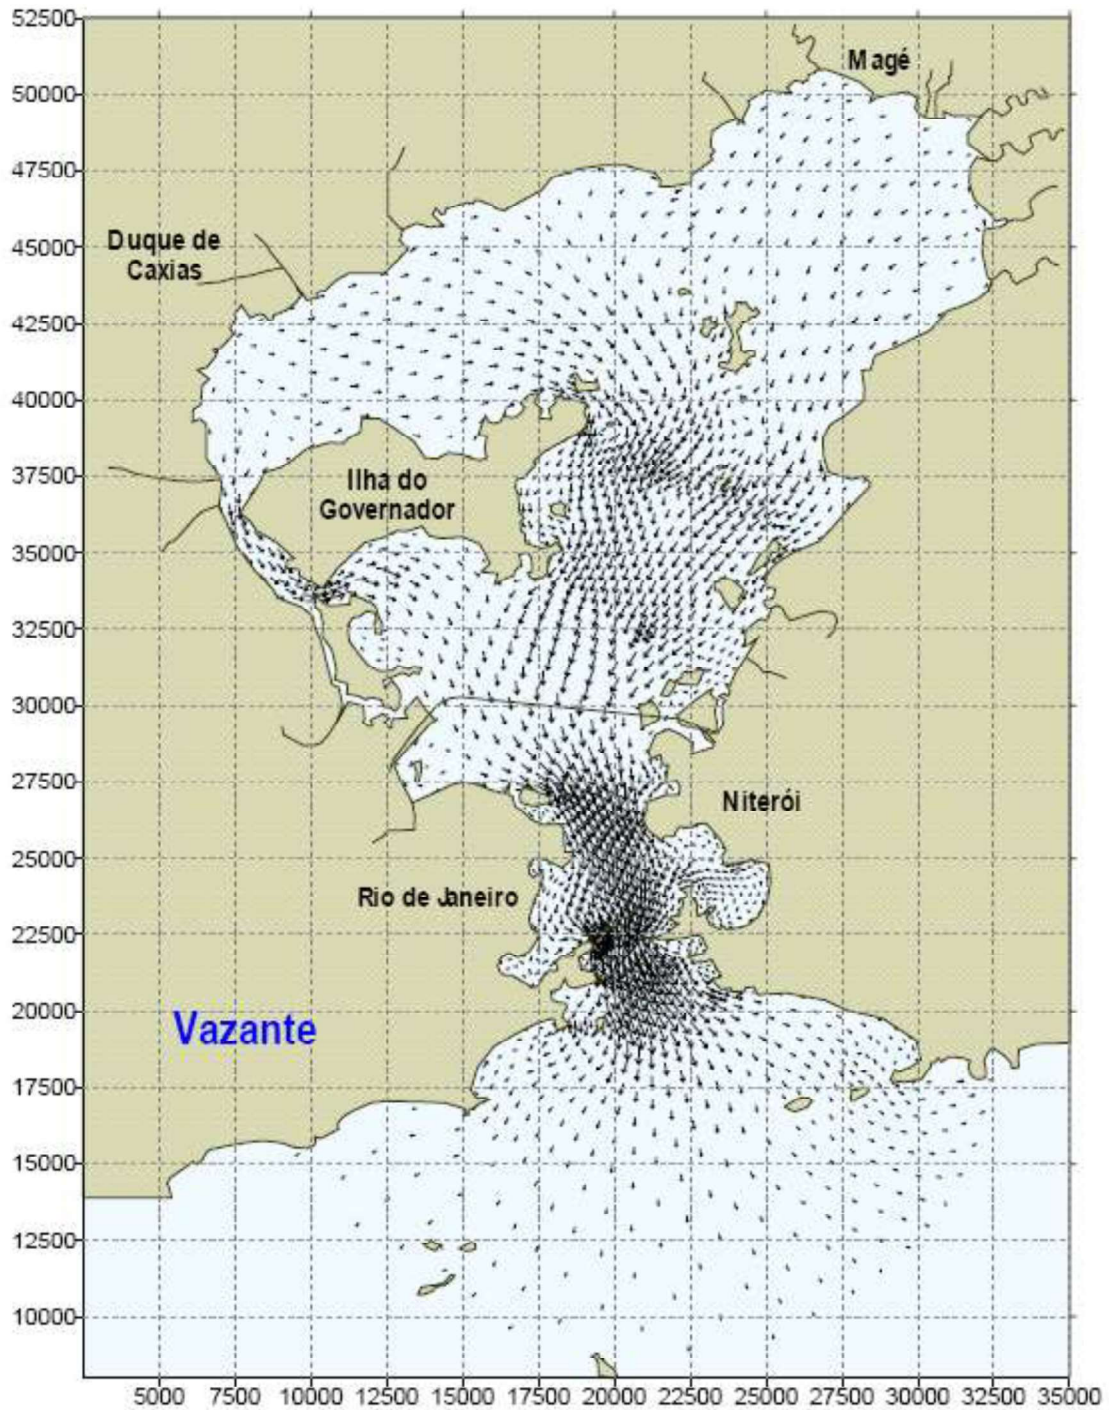 52500
Magé
50000
47500
Duque de
Caxias
45000
42500
40000
37500
Ilha do
Governador
35000
32500
30000
27500
Niterói
25000
Rio de Janeiro
22500
20000
Vazante
17500
15000
12500
10000
5000 7500 10000 12500 15000 17500 20000 22500 25000 27500 30000 32500 35000